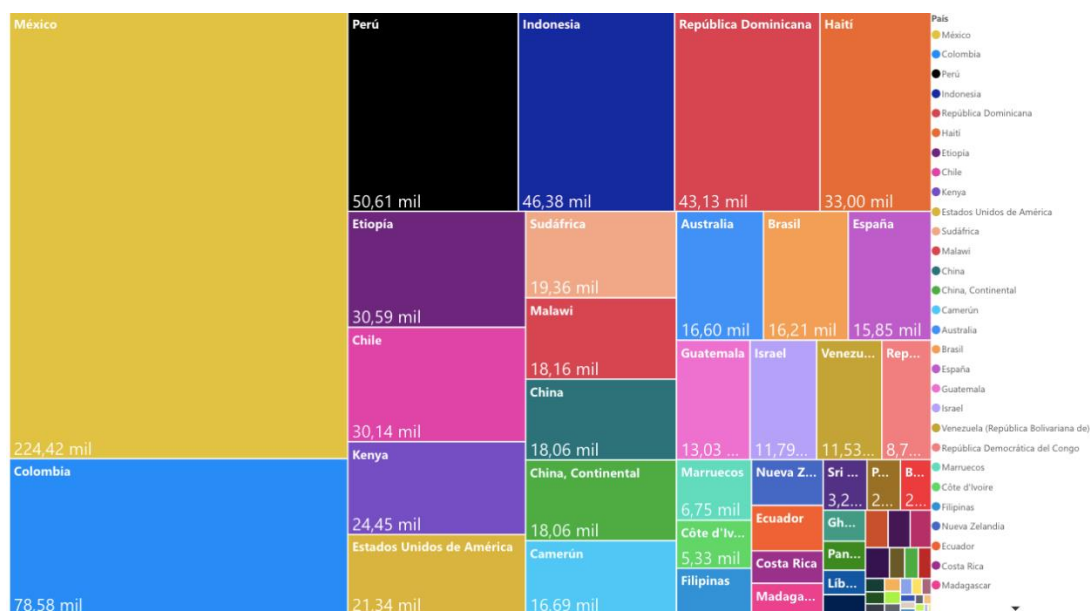 México
224,42 mil
Colombia
78,58 mil
Perú
50,61 mil
Indonesia
46,38 mil
República Dominicana
43,13 mil
Haití
33,00 mil
Etiopía
30,59 mil
Chile
30,14 mil
Kenya
24,45 mil
Estados Unidos de América
21,34 mil
Sudáfrica
19,36 mil
Malawi
18,16 mil
China
18,06 mil
China, Continental
18,06 mil
Camerún
16,69 mil
Australia
16,60 mil
Brasil
16,21 mil
España
15,85 mil
Guatemala
13,03 ...
Israel
11,79...
Venezu...
11,53...
Rep...
8,7...
Marruecos
6,75 mil
Côte d'Iv...
5,33 mil
Filipinas
Nueva Z...
Ecuador
Costa Rica
Madaga...
Sri ...
3,2...
P...
2...
B...
2...
Gh...
Pan...
Lib...
País
México
Colombia
Perú
Indonesia
República Dominicana
Haití
Etiopía
Chile
Kenya
Estados Unidos de América
Sudáfrica
Malawi
China
China, Continental
Camerún
Australia
Brasil
España
Guatemala
Israel
Venezuela (República Bolivariana de)
República Democrática del Congo
Marruecos
Côte d'Ivoire
Filipinas
Nueva Zelandia
Ecuador
Costa Rica
Madagascar